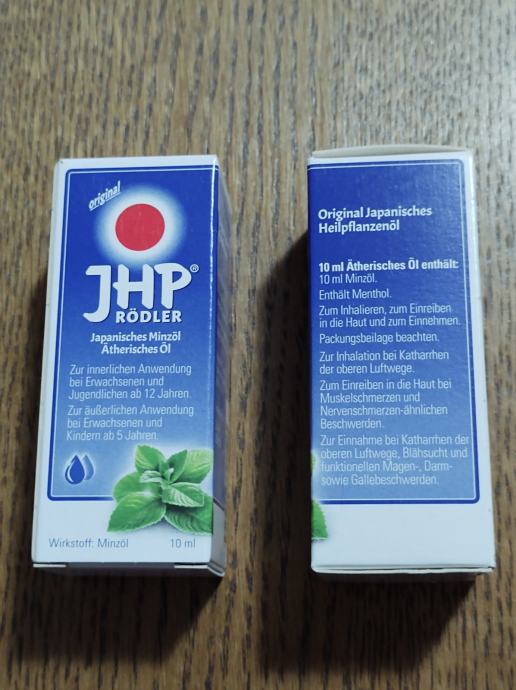 original
JHP®
RÖDLER
Japanisches Minzöl
Ätherisches Öl
Zur innerlichen Anwendung
bei Erwachsenen und
Jugendlichen ab 12 Jahren.
Zur äußerlichen Anwendung
bei Erwachsenen und
Kindern ab 5 Jahren.
Wirkstoff: Minzöl 10 ml
Original Japanisches
Heilpflanzenöl
10 ml Ätherisches Öl enthält:
10 ml Minzöl.
Enthält Menthol.
Zum Inhalieren, zum Einreiben
in die Haut und zum Einnehmen.
Packungsbeilage beachten.
Zur Inhalation bei Katarrhen
der oberen Luftwege.
Zum Einreiben in die Haut bei
Muskelschmerzen und
Nervenschmerzen-ähnlichen
Beschwerden.
Zur Einnahme bei Katarrhen der
oberen Luftwege, Blähsucht und
funktionellen Magen-, Darm-
sowie Gallebeschwerden.